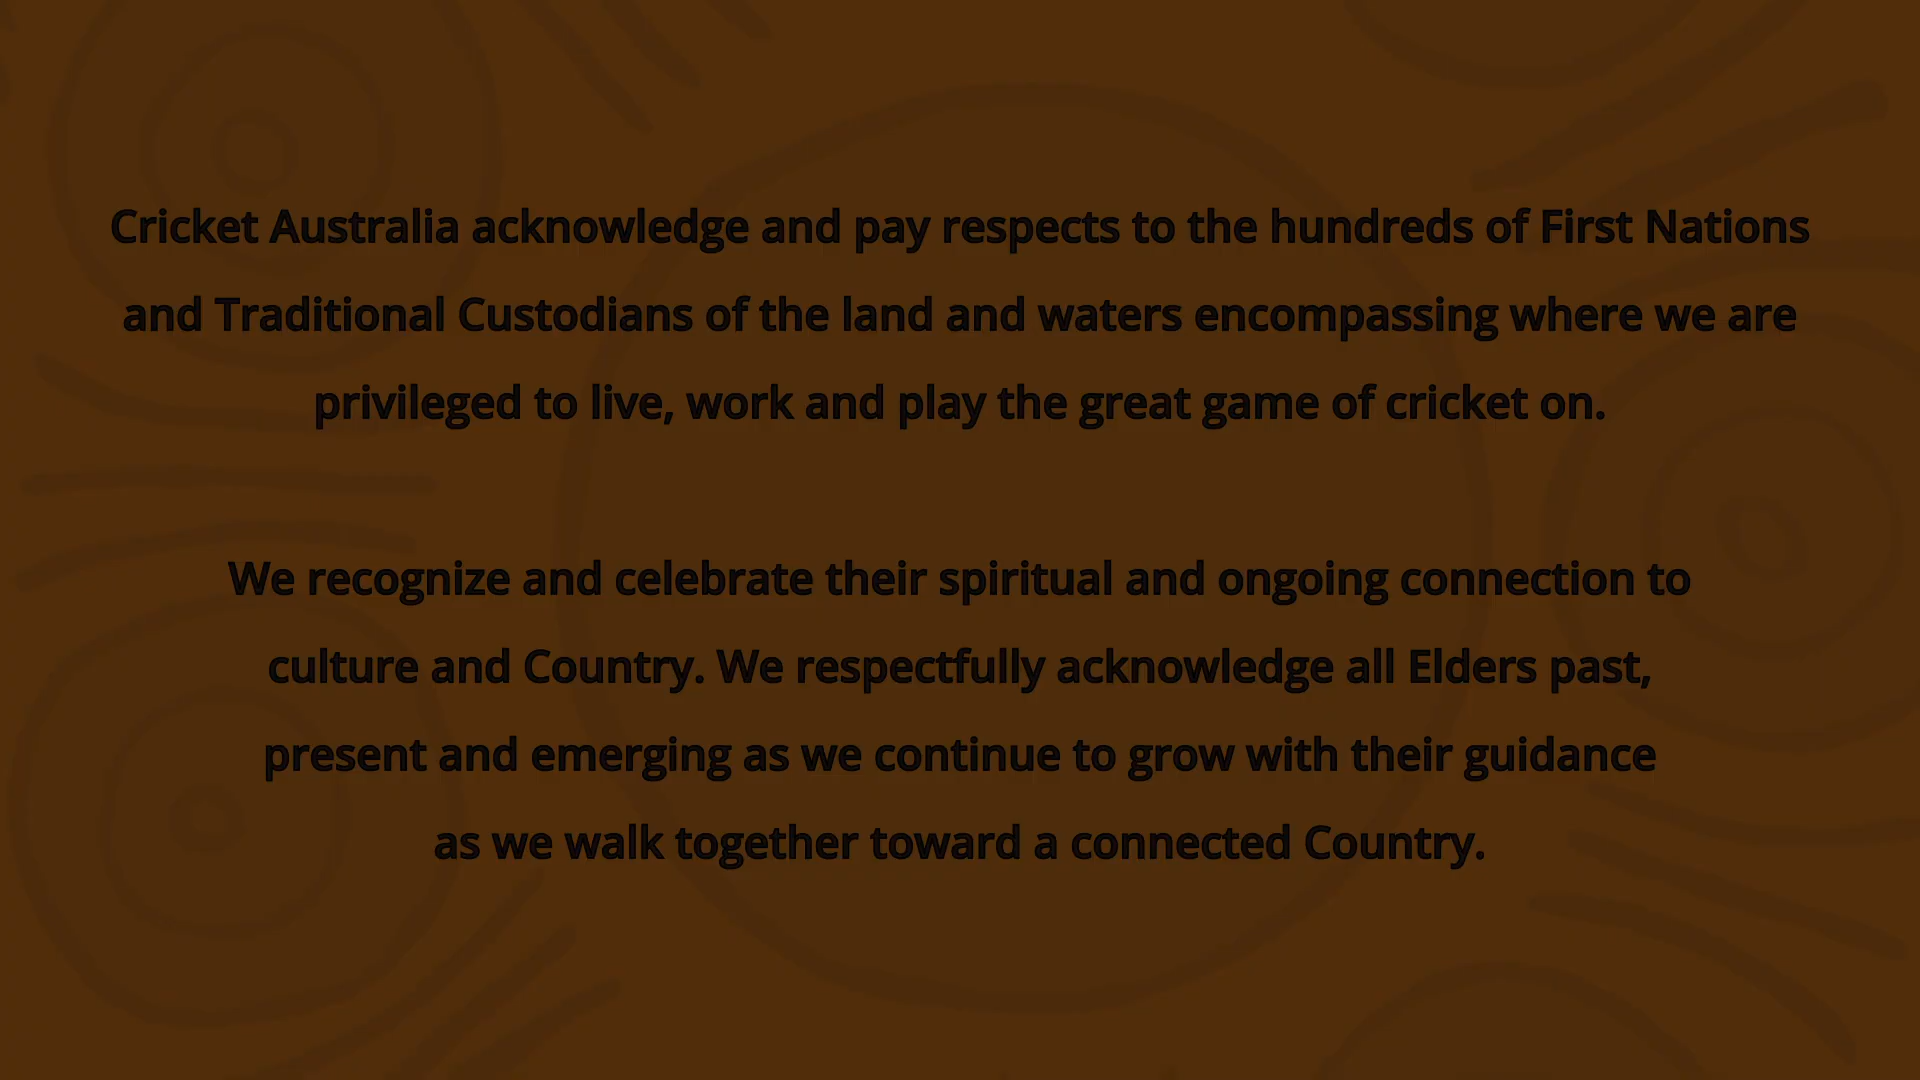 Cricket Australia acknowledge and pay respects to the hundreds of First Nations
and Traditional Custodians of the land and waters encompassing where we are
privileged to live, work and play the great game of cricket on.
We recognize and celebrate their spiritual and ongoing connection to
culture and Country. We respectfully acknowledge all Elders past,
present and emerging as we continue to grow with their guidance
as we walk together toward a connected Country.